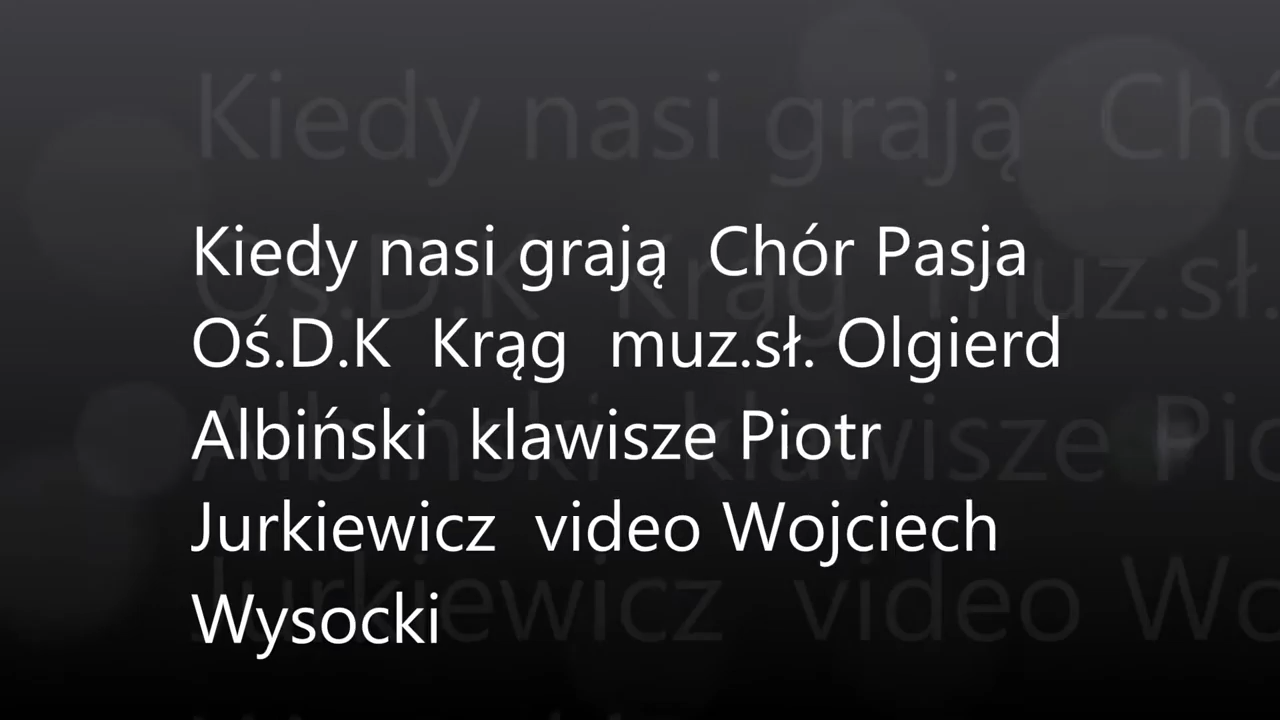 Kiedy nasi grają  Chór Pasja
Oś.D.K  Krąg  muz.sł. Olgierd
Albiński  klawisze Piotr
Jurkiewicz  video Wojciech
Wysocki